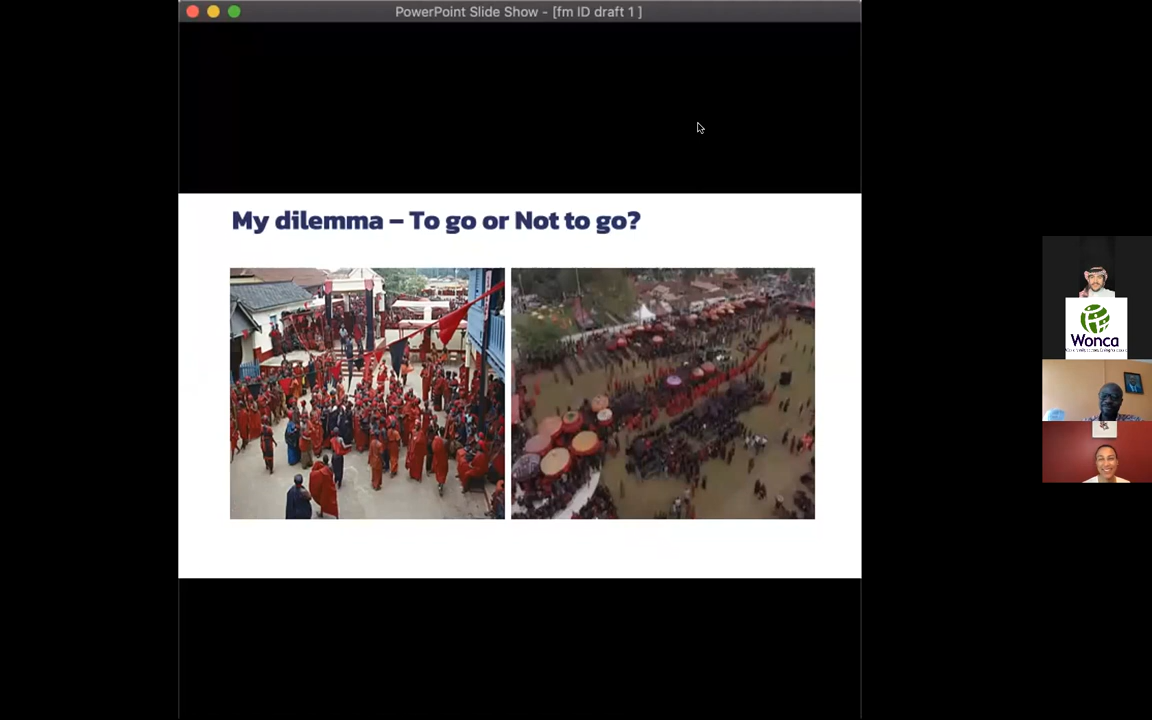 PowerPoint Slide Show - [fm ID draft 1 ]
My dilemma – To go or Not to go?
Wonca